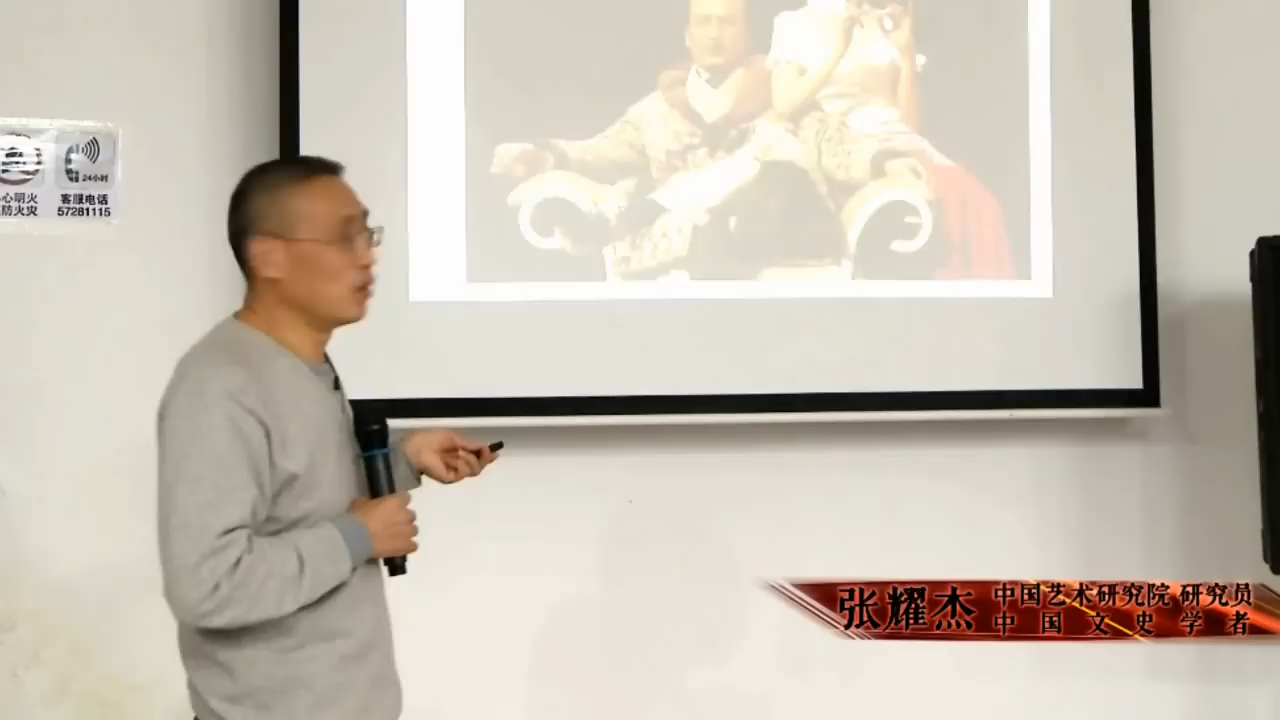 24小时
心明火
客服电话
防火灾
57281115
张耀杰
中国艺术研究院 研究员
中国文史学者